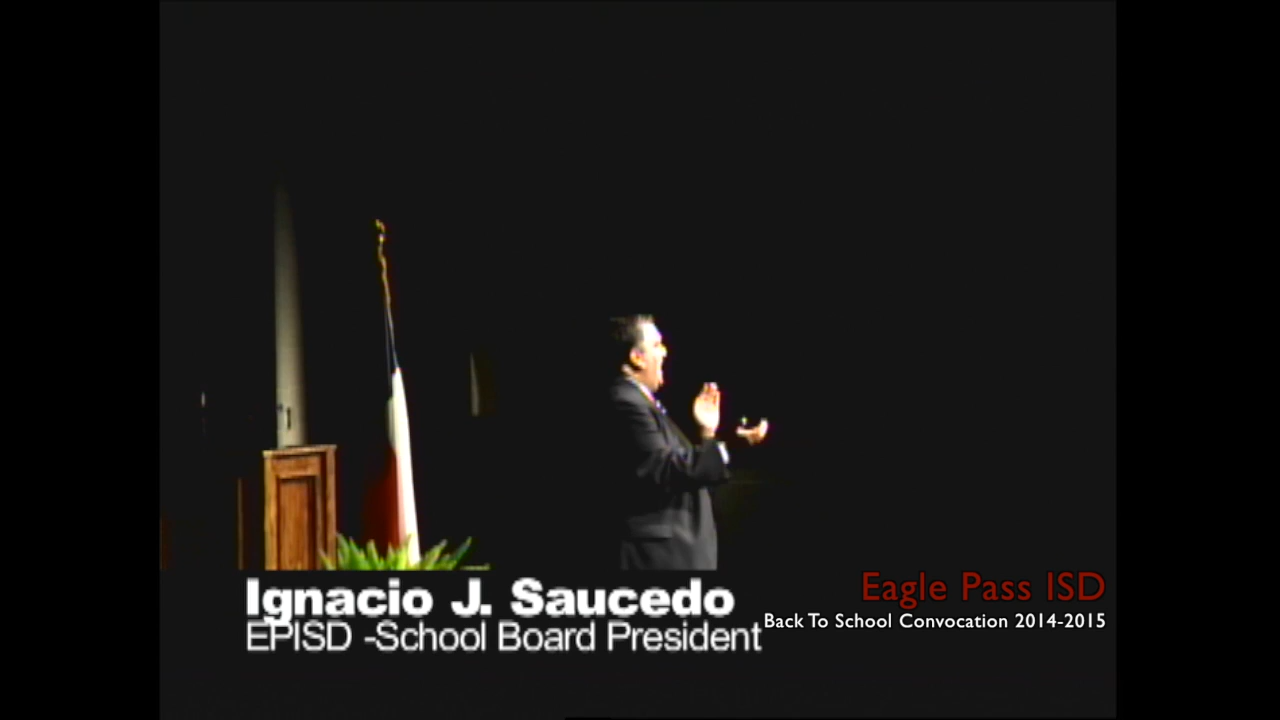 Ignacio J. Saucedo
EPISD -School Board President
Eagle Pass ISD
Back To School Convocation 2014-2015